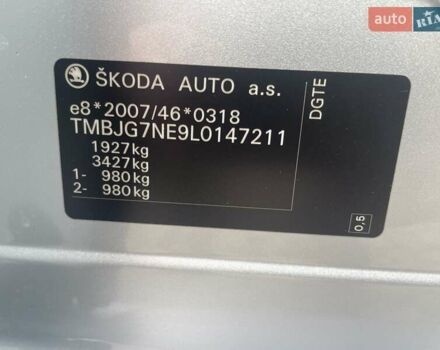 ŠKODA AUTO a.s.
e8*2007/46*0318
TMBJG7NE9L0147211
1927kg
3427kg
1- 980kg
2- 980kg
DGTE
0,5
auto RIA